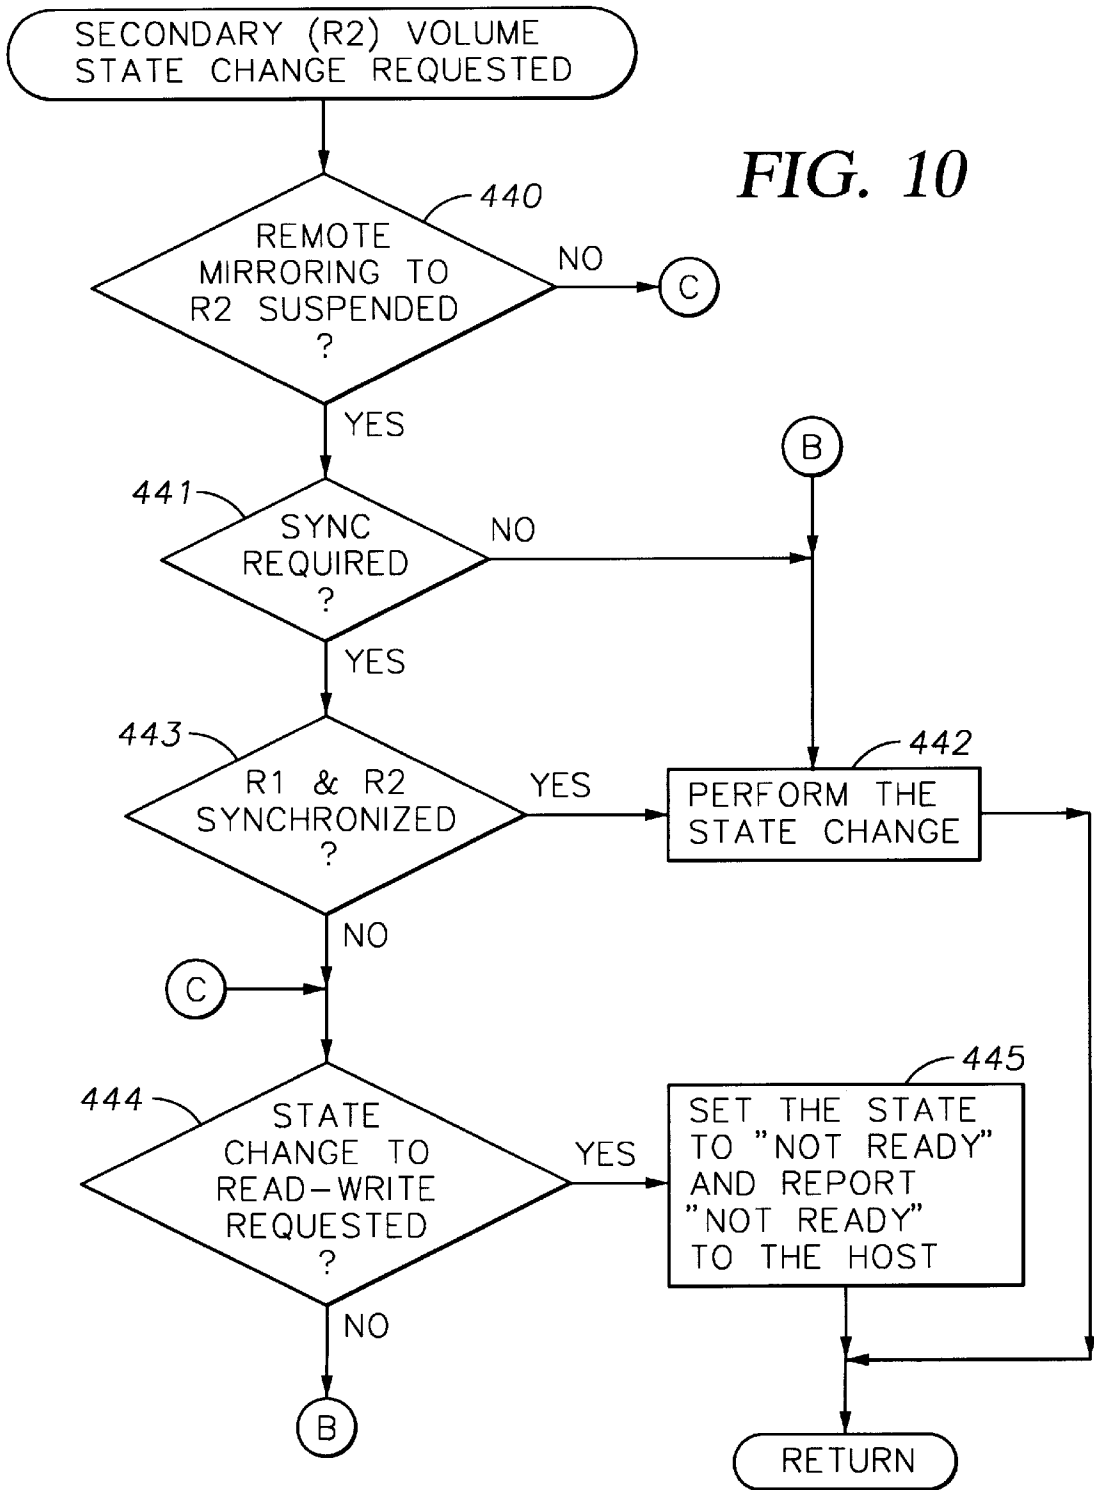 SECONDARY (R2) VOLUME
STATE CHANGE REQUESTED
FIG. 10
440
REMOTE
MIRRORING TO
R2 SUSPENDED
?
NO
C
YES
B
441
SYNC
REQUIRED
?
NO
YES
443
R1 & R2
SYNCHRONIZED
?
YES
442
PERFORM THE
STATE CHANGE
NO
C
444
STATE
CHANGE TO
READ-WRITE
REQUESTED
?
YES
445
SET THE STATE
TO "NOT READY"
AND REPORT
"NOT READY"
TO THE HOST
NO
B
RETURN